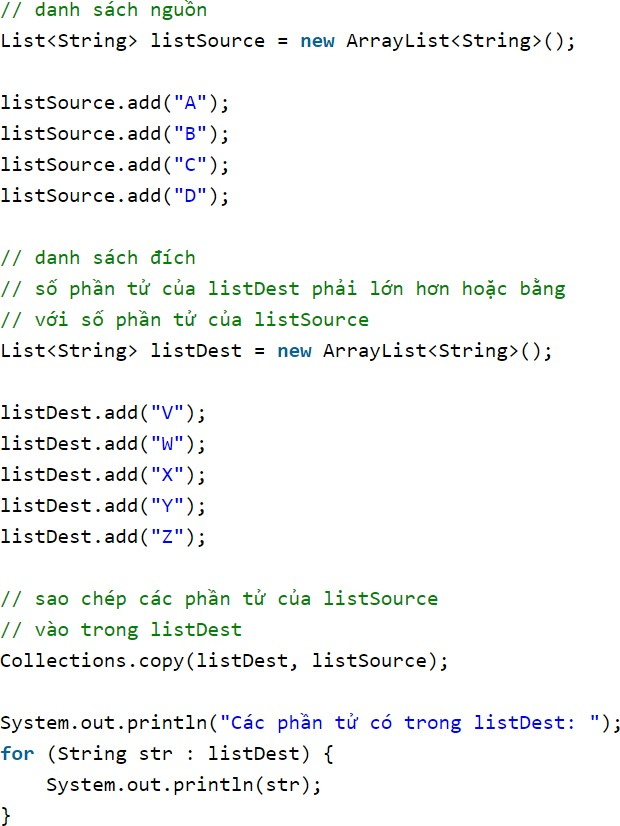 // danh sách nguồn
List<String> listSource = new ArrayList<String>();
listSource.add("A");
listSource.add("B");
listSource.add("C");
listSource.add("D");
// danh sách đích
// số phần tử của listDest phải lớn hơn hoặc bằng
// với số phần tử của listSource
List<String> listDest = new ArrayList<String>();
listDest.add("V");
listDest.add("W");
listDest.add("X");
listDest.add("Y");
listDest.add("Z");
// sao chép các phần tử của listSource
// vào trong listDest
Collections.copy(listDest, listSource);
System.out.println("Các phần tử có trong listDest: ");
for (String str : listDest) {
    System.out.println(str);
}